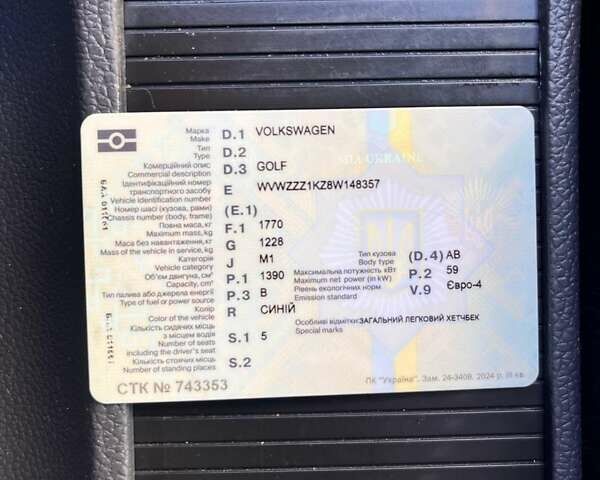 Марка
Make D.1 VOLKSWAGEN
Тип
Type D.2
Комерційний опис
Commercial description D.3 GOLF
Ідентифікаційний номер
транспортного засобу
Vehicle identification number E WVWZZZ1KZ8W148357
Номер шасі (кузова, рами)
Chassis number (body, frame) (E.1)
Повна маса, кг
Maximum mass, kg F.1 1770
Маса без навантаження, кг
Mass of the vehicle in service, kg G 1228
Категорія
Vehicle category J M1
Тип кузова
Body type (D.4) АВ
Об'єм двигуна, см³
Capacity, cm³ P.1 1390
Максимальна потужність кВт
Maximum net power (in kW) P.2 59
Тип палива або джерела енергії
Type of fuel or power source P.3 B
Рівень екологічних норм
Emission standard V.9 Євро-4
Колір
Color of the vehicle R СИНІЙ
Кількість сидячих місць
з місцем водія
Number of seats
including the driver's seat S.1 5
Особливі відмітки: ЗАГАЛЬНИЙ ЛЕГКОВИЙ ХЕТЧБЕК
Special marks
Кількість стоячих місць
Number of standing places S.2
СТК № 743353
ПК "Україна". Зам. 24-3408. 2024 р. III кв.